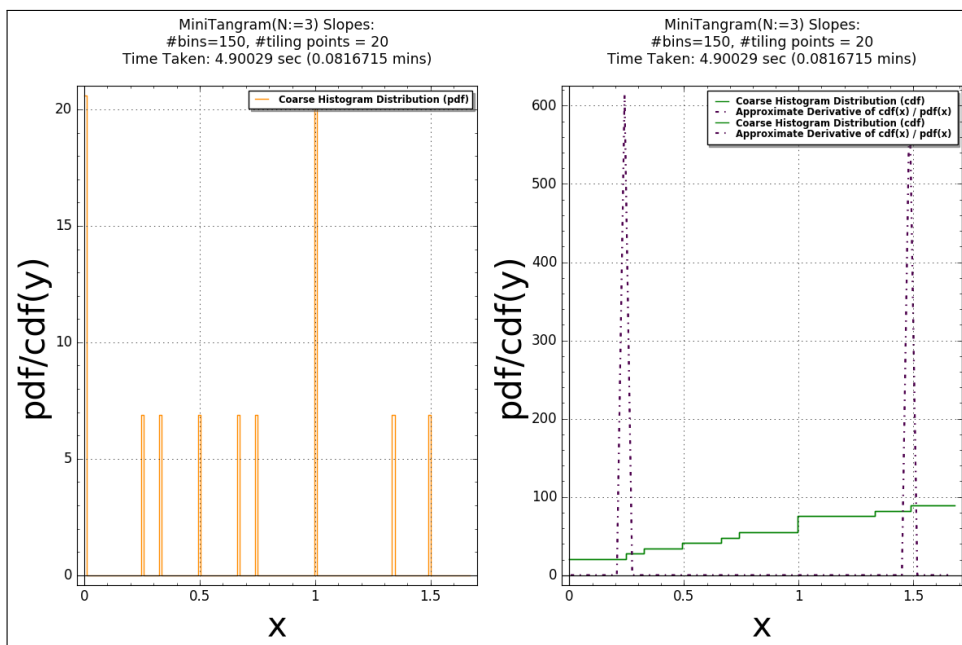 MiniTangram(N:=3) Slopes:
#bins=150, #tiling points = 20
Time Taken: 4.90029 sec (0.0816715 mins)
Coarse Histogram Distribution (pdf)
20
15
10
5
0
pdf/cdf(y)
0
0.5
1
1.5
x
MiniTangram(N:=3) Slopes:
#bins=150, #tiling points = 20
Time Taken: 4.90029 sec (0.0816715 mins)
Coarse Histogram Distribution (cdf)
Approximate Derivative of cdf(x) / pdf(x)
Coarse Histogram Distribution (cdf)
Approximate Derivative of cdf(x) / pdf(x)
600
500
400
300
200
100
0
pdf/cdf(y)
0
0.5
1
1.5
x